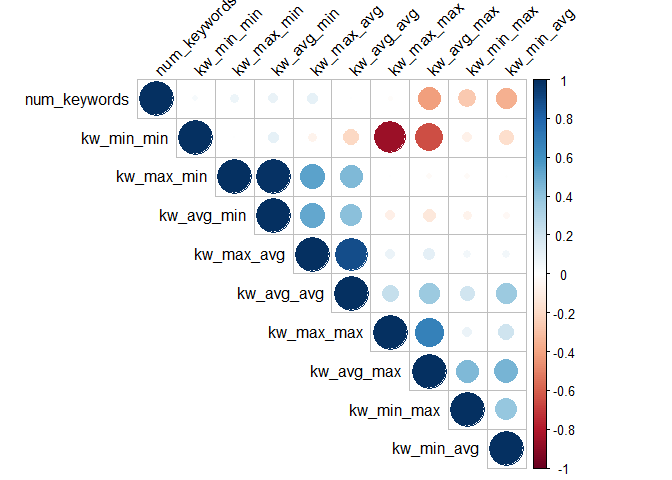 num_keywords
kw_min_min
kw_max_min
kw_avg_min
kw_max_avg
kw_avg_avg
kw_max_max
kw_avg_max
kw_min_max
kw_min_avg
num_keywords
kw_min_min
kw_max_min
kw_avg_min
kw_max_avg
kw_avg_avg
kw_max_max
kw_avg_max
kw_min_max
kw_min_avg
1
0.8
0.6
0.4
0.2
0
-0.2
-0.4
-0.6
-0.8
-1